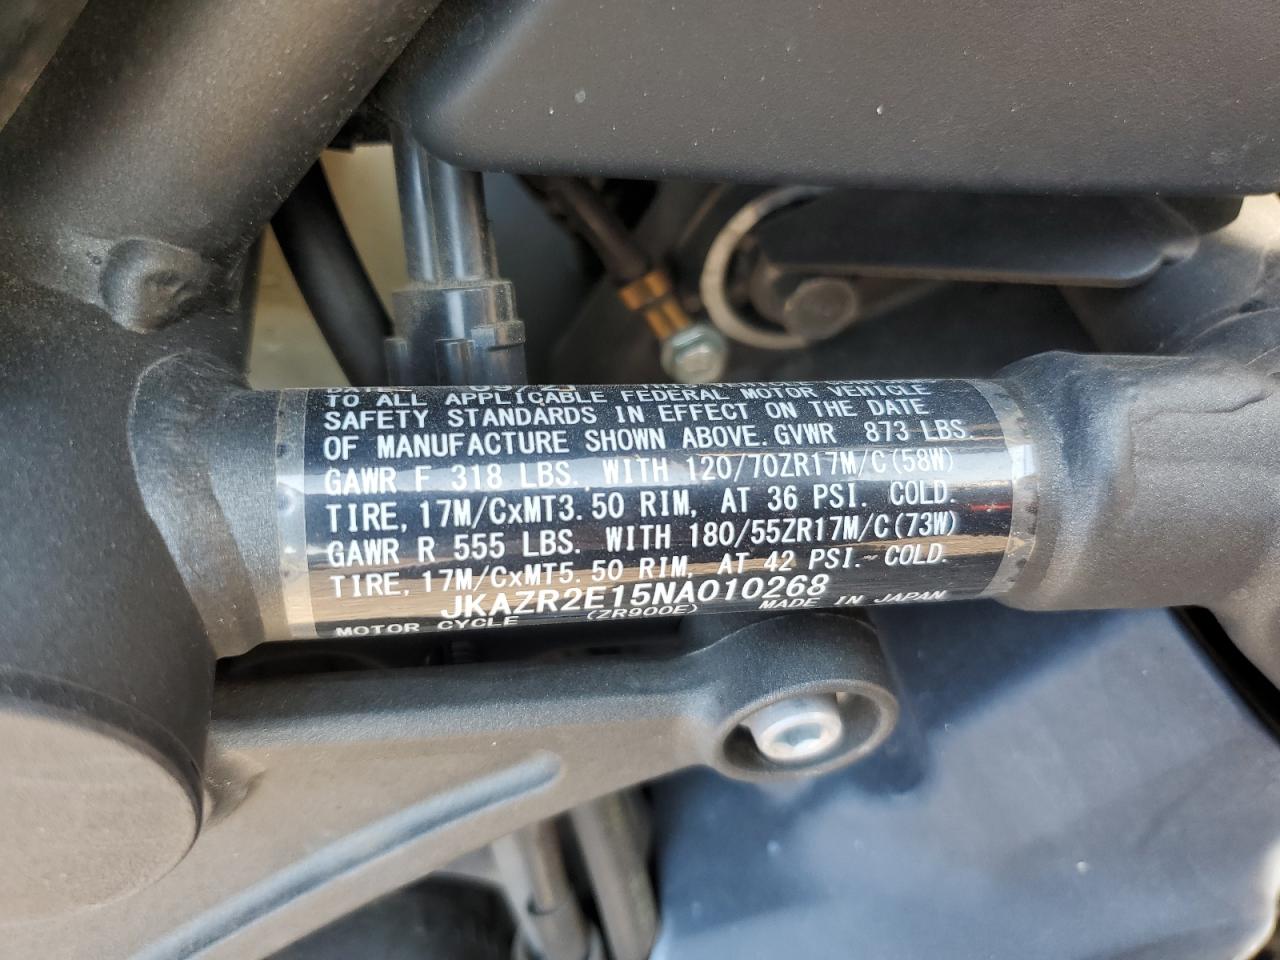 TO ALL APPLICABLE FEDERAL MOTOR VEHICLE
SAFETY STANDARDS IN EFFECT ON THE DATE
OF MANUFACTURE SHOWN ABOVE. GVWR 873 LBS.
GAWR F 318 LBS. WITH 120/70ZR17M/C(58W)
TIRE, 17M/CxMT3.50 RIM, AT 36 PSI. COLD.
GAWR R 555 LBS. WITH 180/55ZR17M/C(73W)
TIRE, 17M/CxMT5.50 RIM, AT 42 PSI. COLD.
JKAZR2E15NA010268
MOTOR CYCLE (ZR900E) MADE IN JAPAN